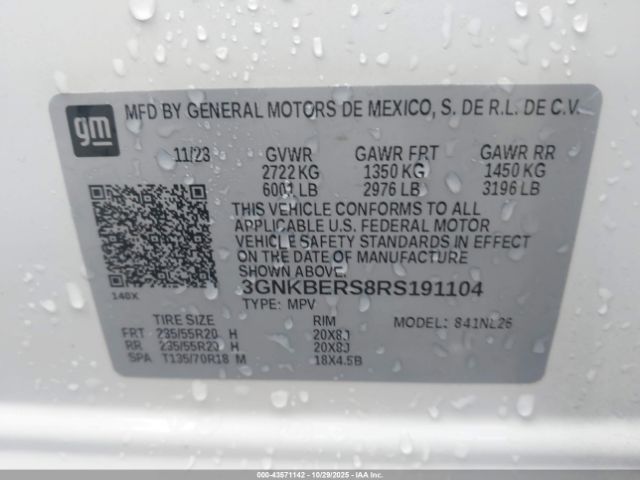 gm
MFD BY GENERAL MOTORS DE MEXICO, S. DE R.L. DE C.V.
11/23 GVWR GAWR FRT GAWR RR
2722 KG 1350 KG 1450 KG
6001 LB 2976 LB 3196 LB
THIS VEHICLE CONFORMS TO ALL
APPLICABLE U.S. FEDERAL MOTOR
VEHICLE SAFETY STANDARDS IN EFFECT
ON THE DATE OF MANUFACTURE
SHOWN ABOVE.
3GNKBERS8RS191104
140X TYPE: MPV
TIRE SIZE RIM MODEL: 841NL26
FRT 235/55R20 H 20X8J
RR 235/55R20 H 20X8J
SPA T135/70R18 M 18X4.5B
000-43571142 - 10/29/2025 - IAAI.COM